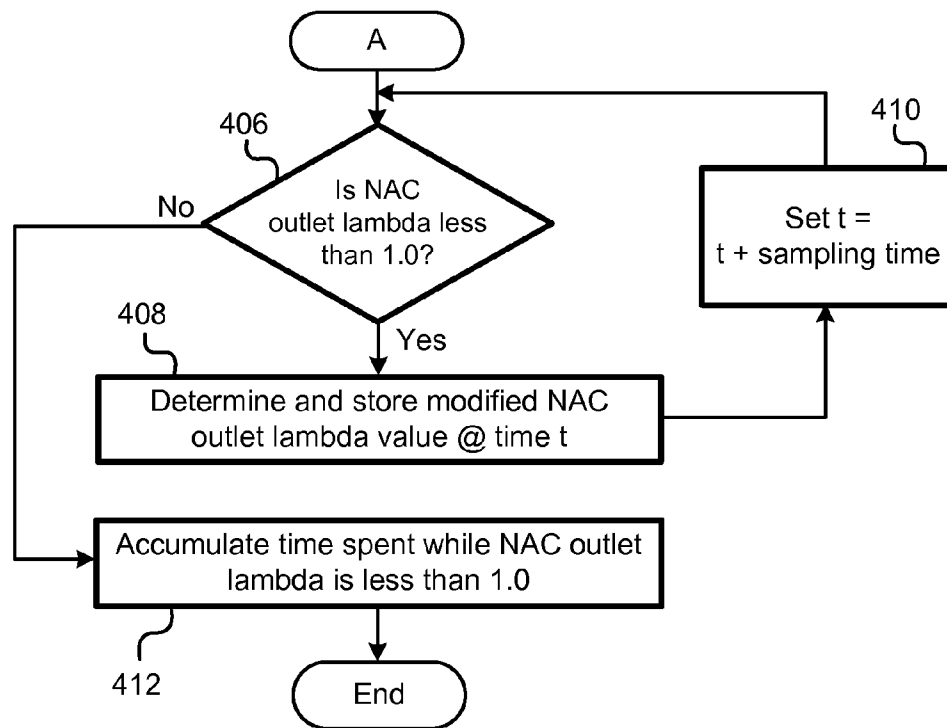 A
406
410
Is NAC
outlet lambda less
than 1.0?
No
Set t =
t + sampling time
408
Yes
Determine and store modified NAC
outlet lambda value @ time t
Accumulate time spent while NAC outlet
lambda is less than 1.0
412
End